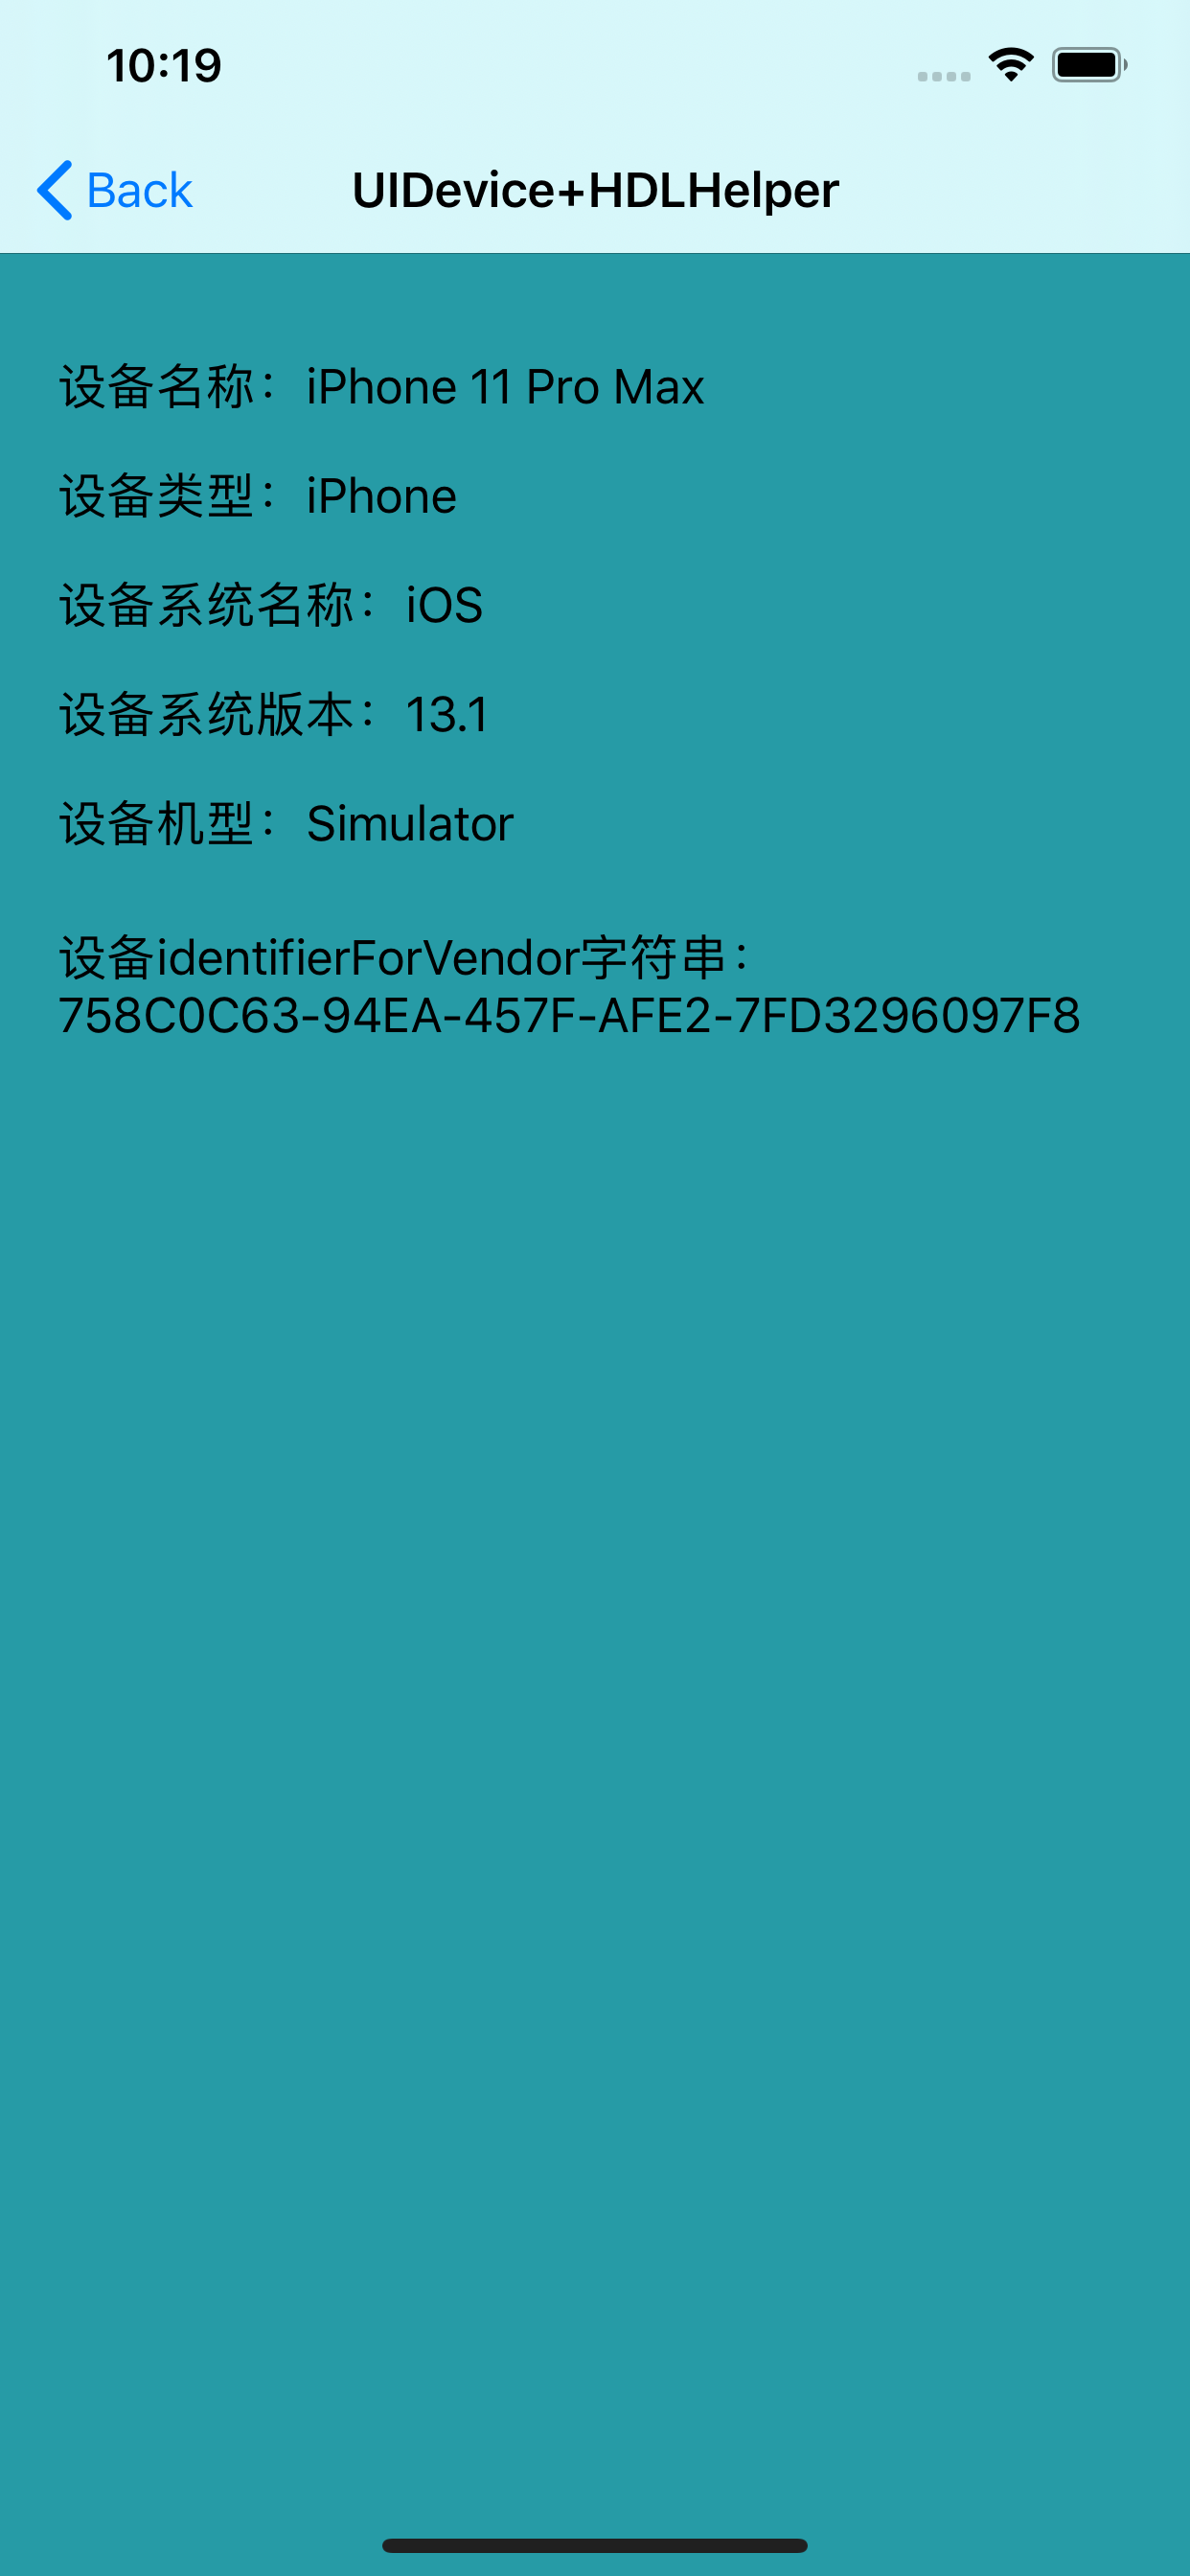 10:19
Back
UIDevice+HDLHelper
设备名称：iPhone 11 Pro Max
设备类型：iPhone
设备系统名称：iOS
设备系统版本：13.1
设备机型：Simulator
设备identifierForVendor字符串：
758C0C63-94EA-457F-AFE2-7FD3296097F8